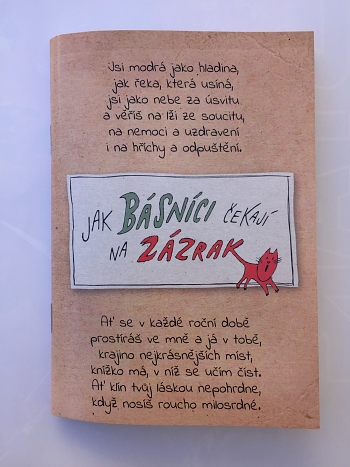 Jsi modrá jako hladina,
jak řeka, která usíná,
jsi jako nebe za úsvitu
a věříš na lži ze soucitu,
na nemoci a uzdravení
i na hříchy a odpuštění.
JAK BÁSNÍCI ČEKAJÍ
NA ZÁZRAK
Ať se v každé roční době
prostíráš ve mně a já v tobě,
krajino nejkrásnějších míst,
knížko má, v níž se učím číst.
Ať klín tvůj láskou nepohrdne,
když nosíš roucho milosrdné.